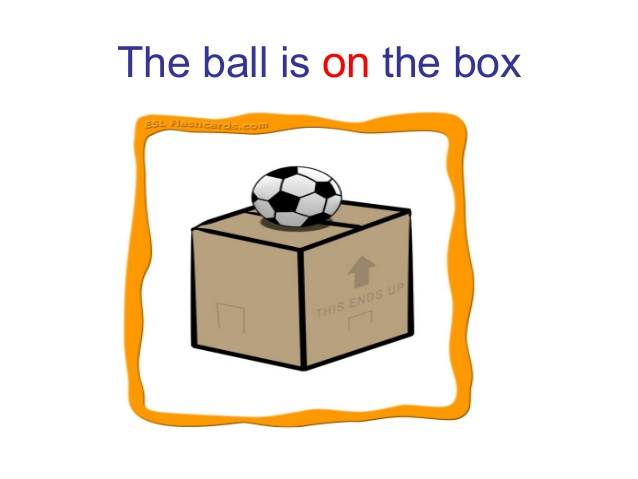 The ball is on the box
ESL Flashcards.com
THIS ENDS UP